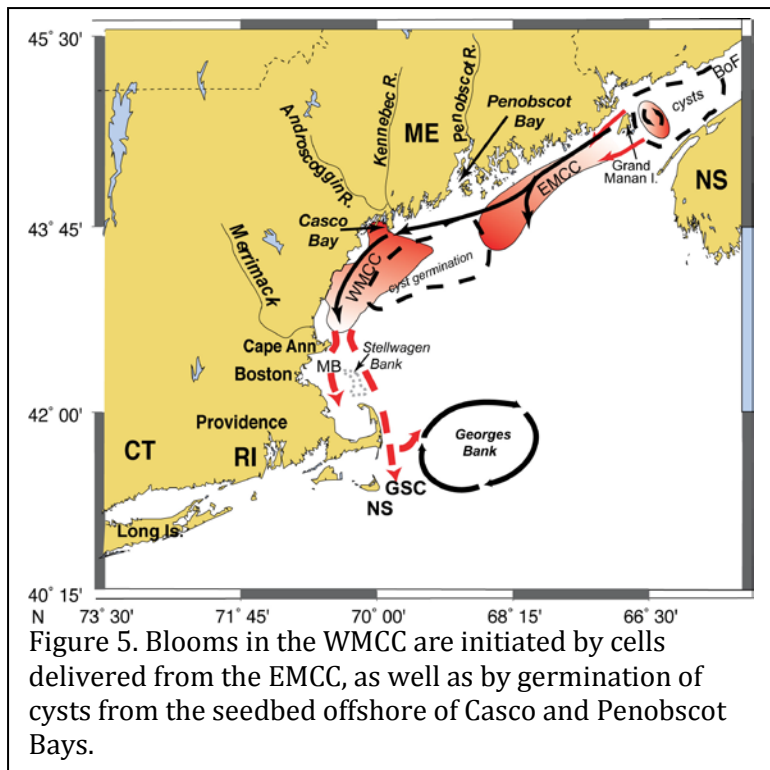 45° 30'
BoF
cysts
Penobscot R.
Kennebec R.
Androscoggin R.
ME
Penobscot
Bay
Grand
Manan I.
NS
EMCC
43° 45'
Casco
Bay
Merrimack
WMCC
cyst germination
Cape Ann
Stellwagen
Bank
MB
Boston
42° 00'
Providence
Georges
Bank
CT
RI
GSC
NS
Long Is.
40° 15'
N
73° 30' 71° 45' 70° 00' 68° 15' 66° 30'
Figure 5. Blooms in the WMCC are initiated by cells
delivered from the EMCC, as well as by germination of
cysts from the seedbed offshore of Casco and Penobscot
Bays.